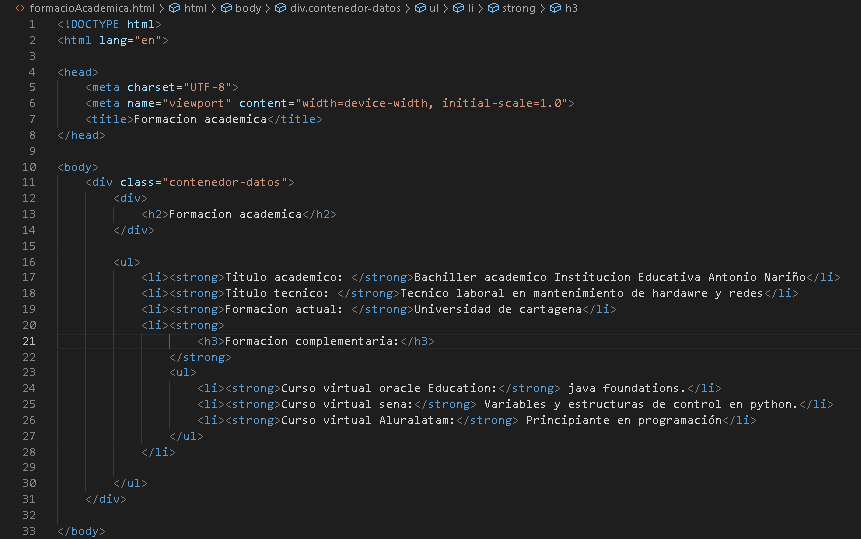 <> formacioAcademica.html > html > body > div.contenedor-datos > ul > li > strong > h3
1 <!DOCTYPE html>
2 <html lang="en">
3
4 <head>
5     <meta charset="UTF-8">
6     <meta name="viewport" content="width=device-width, initial-scale=1.0">
7     <title>Formacion academica</title>
8 </head>
9
10 <body>
11     <div class="contenedor-datos">
12         <div>
13             <h2>Formacion academica</h2>
14         </div>
15
16         <ul>
17             <li><strong>Titulo academico: </strong>Bachiller academico Institucion Educativa Antonio Nariño</li>
18             <li><strong>Titulo tecnico: </strong>Tecnico laboral en mantenimiento de hardawre y redes</li>
19             <li><strong>Formacion actual: </strong>Universidad de cartagena</li>
20             <li><strong>
21                     <h3>Formacion complementaria:</h3>
22                 </strong>
23                 <ul>
24                     <li><strong>Curso virtual oracle Education:</strong> java foundations.</li>
25                     <li><strong>Curso virtual sena:</strong> Variables y estructuras de control en python.</li>
26                     <li><strong>Curso virtual Aluralatam:</strong> Principiante en programación</li>
27                 </ul>
28             </li>
29
30         </ul>
31     </div>
32
33 </body>